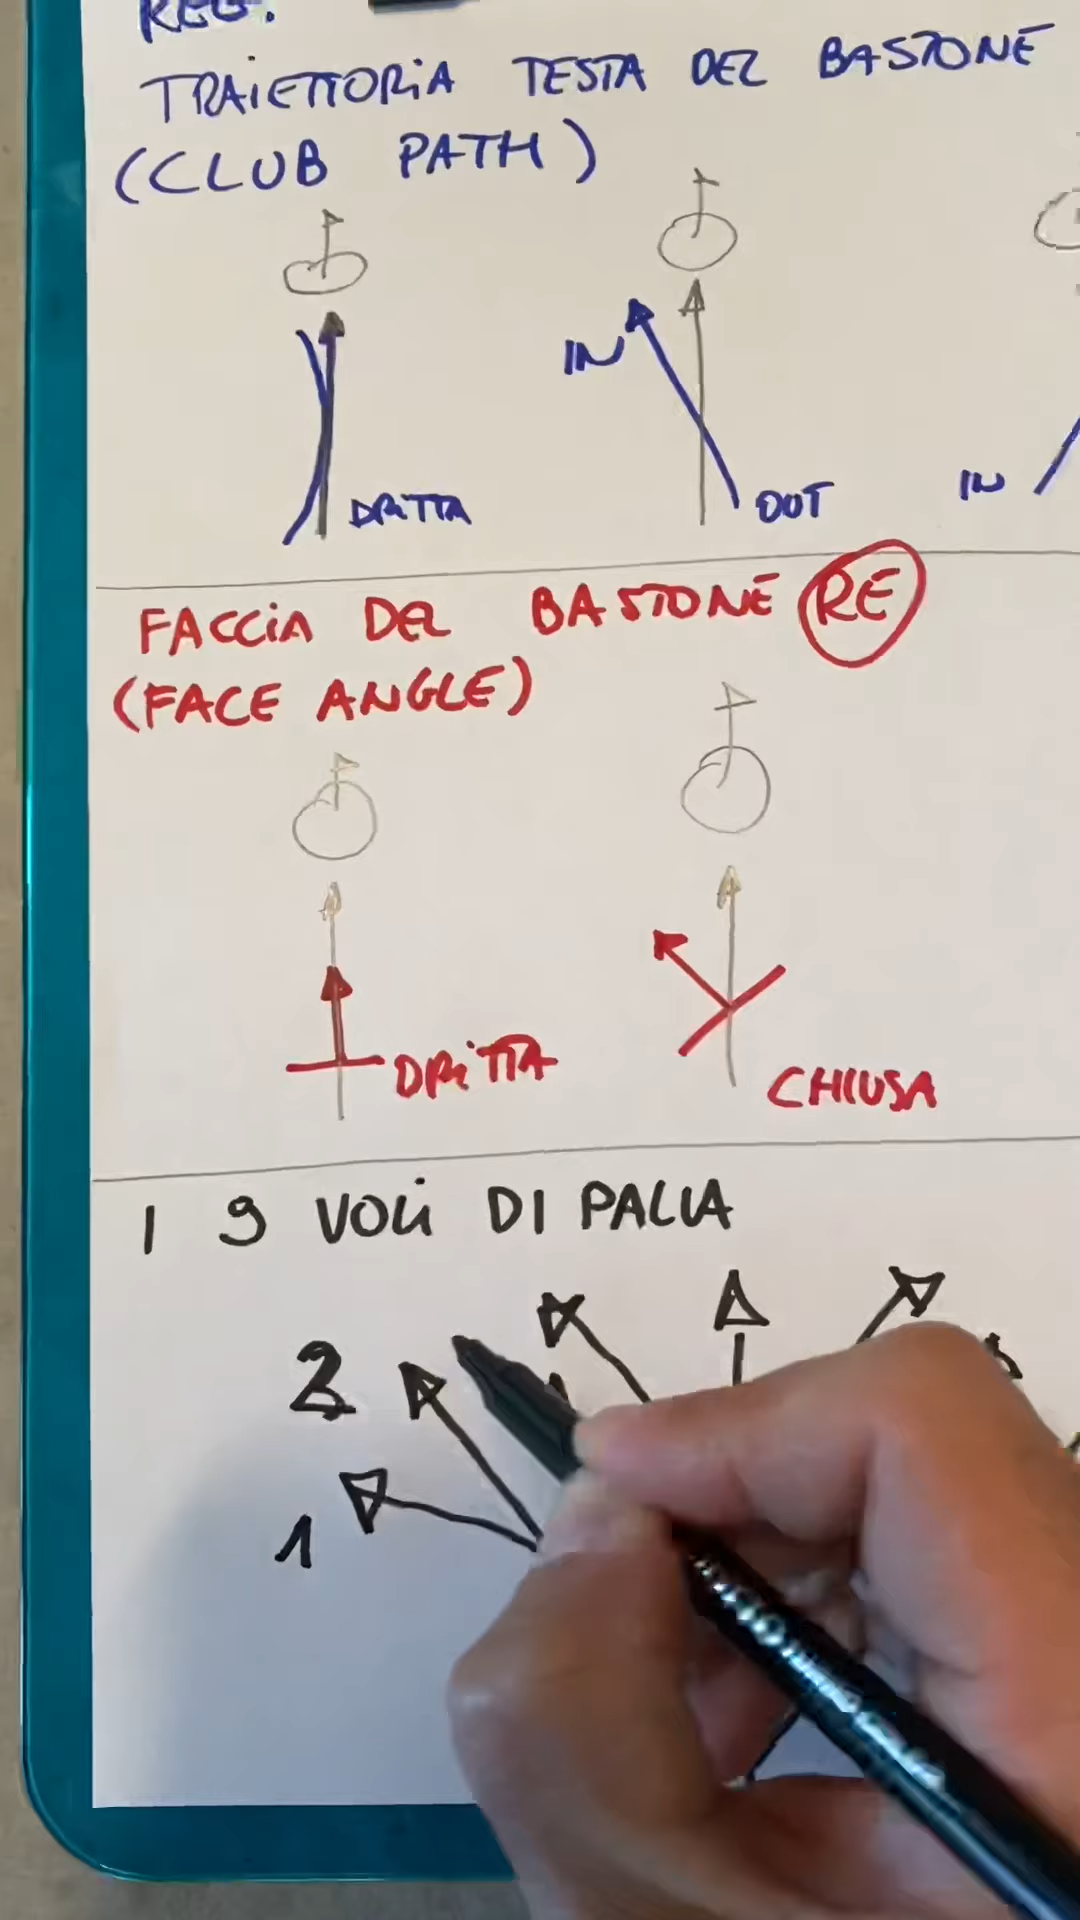 REG.
TRAIETTORIA TESTA DEL BASTONE
(CLUB PATH)
IN
DRITTA
OUT
IN
FACCIA DEL BASTONE RE
(FACE ANGLE)
DRITTA
CHIUSA
I 9 VOLI DI PALLA
2
1